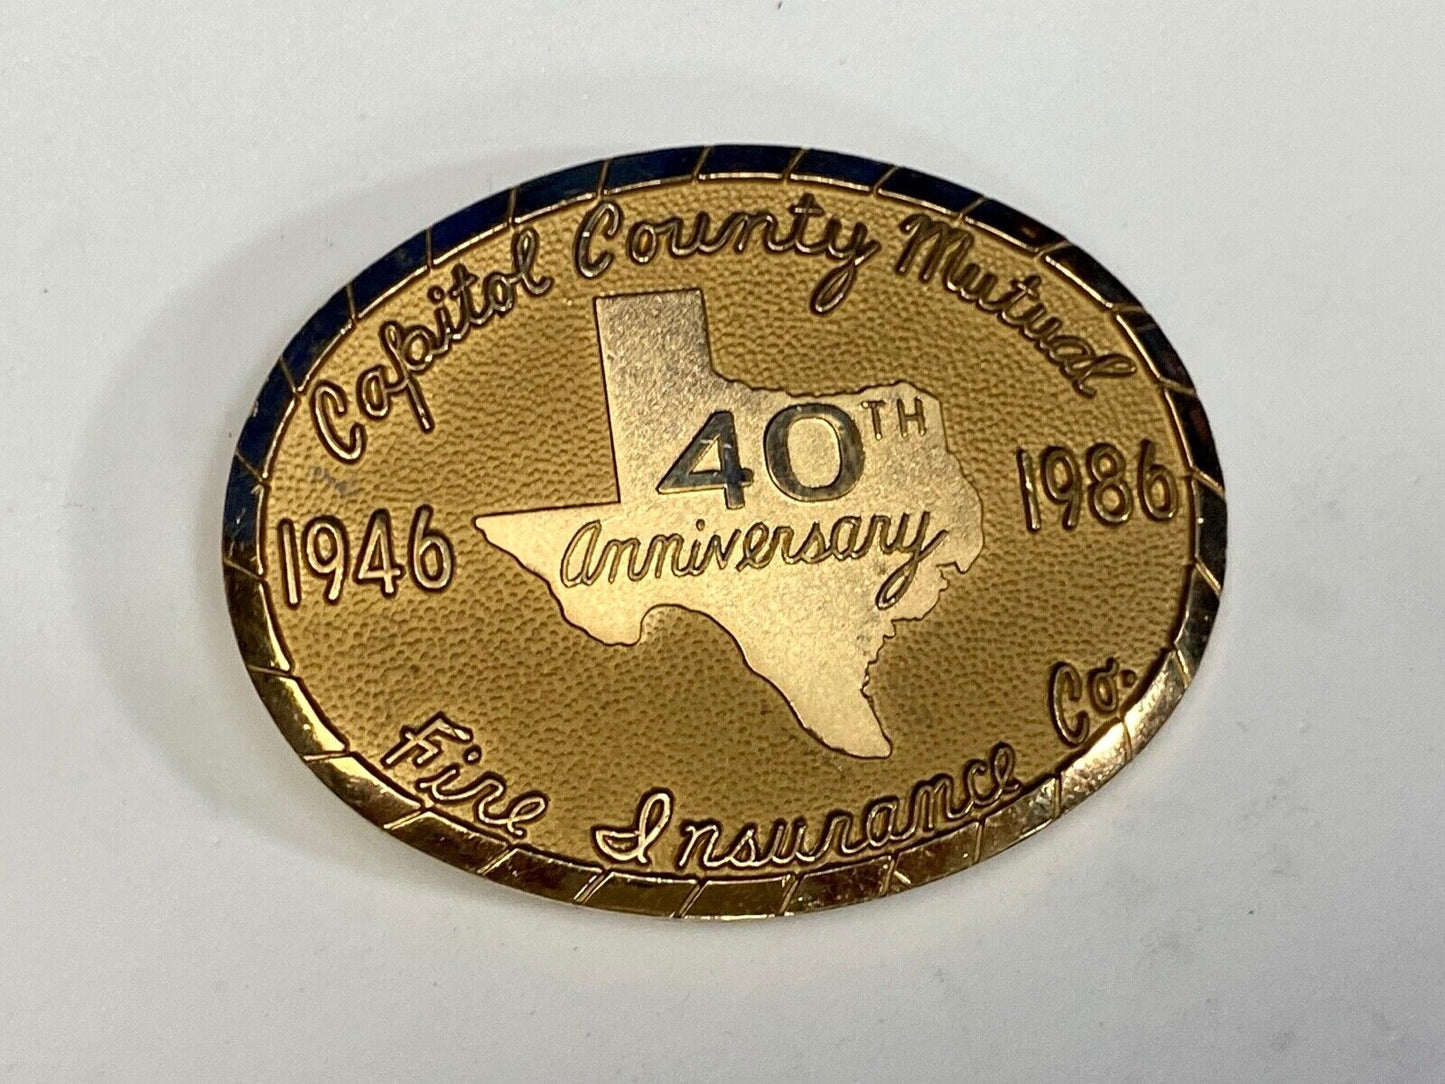 Capitol County Mutual
1946
40TH
anniversary
1986
Fire Insurance Co.